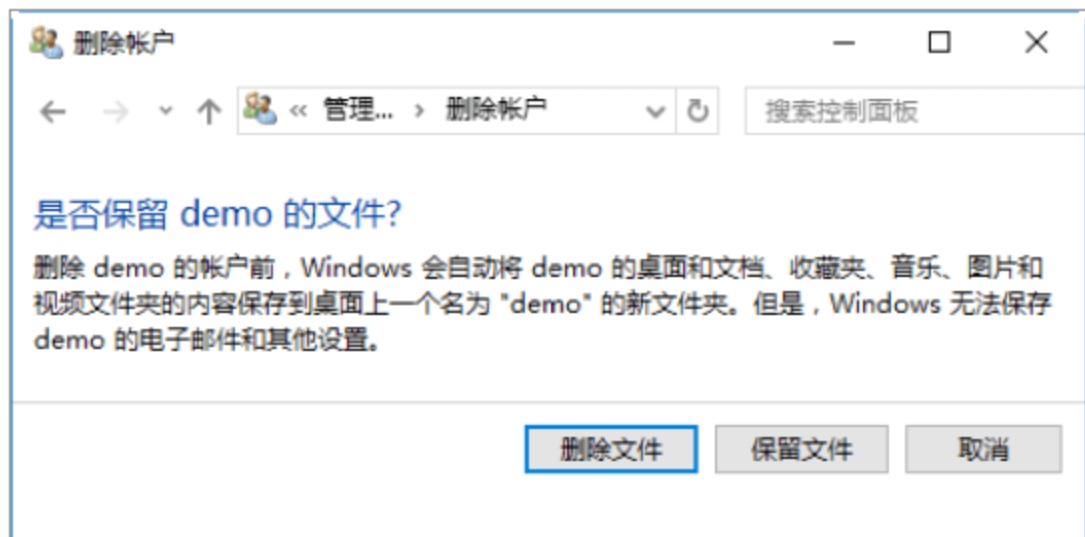 删除帐户
« 管理... › 删除帐户
搜索控制面板
是否保留 demo 的文件?
删除 demo 的帐户前，Windows 会自动将 demo 的桌面和文档、收藏夹、音乐、图片和
视频文件夹的内容保存到桌面上一个名为 "demo" 的新文件夹。但是，Windows 无法保存
demo 的电子邮件和其他设置。
删除文件 保留文件 取消